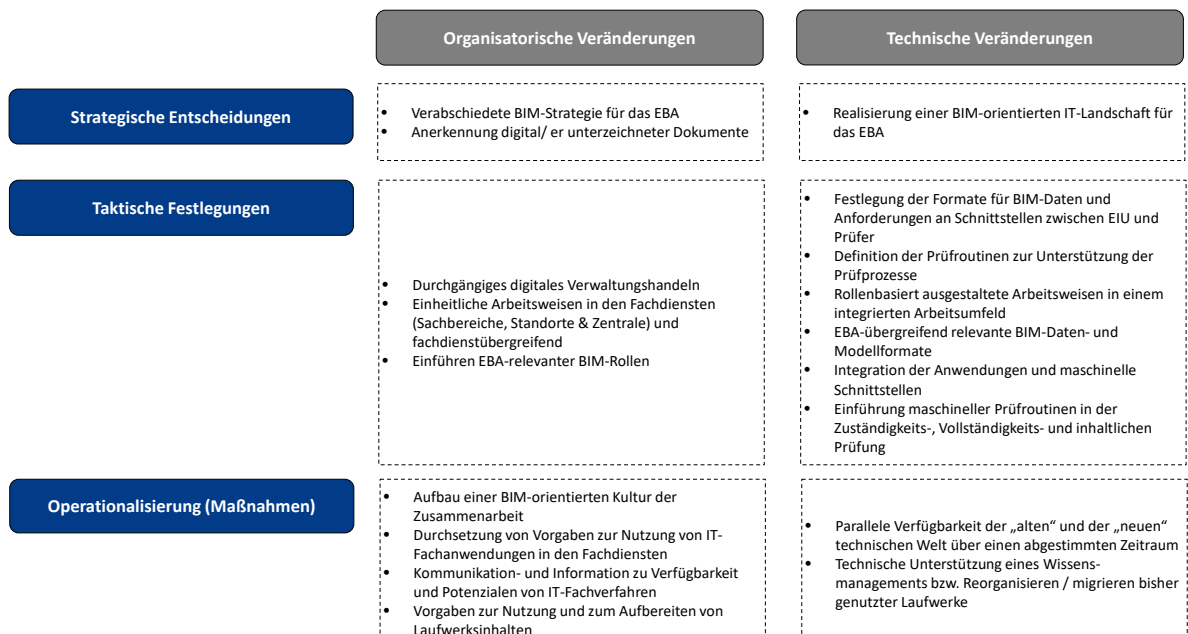 Organisatorische Veränderungen
Technische Veränderungen
Strategische Entscheidungen
• Verabschiedete BIM-Strategie für das EBA
• Anerkennung digital/ er unterzeichneter Dokumente
• Realisierung einer BIM-orientierten IT-Landschaft für
das EBA
Taktische Festlegungen
• Durchgängiges digitales Verwaltungshandeln
• Einheitliche Arbeitsweisen in den Fachdiensten
(Sachbereiche, Standorte & Zentrale) und
fachdienstübergreifend
• Einführen EBA-relevanter BIM-Rollen
• Festlegung der Formate für BIM-Daten und
Anforderungen an Schnittstellen zwischen EIU und
Prüfer
• Definition der Prüfroutinen zur Unterstützung der
Prüfprozesse
• Rollenbasiert ausgestaltete Arbeitsweisen in einem
integrierten Arbeitsumfeld
• EBA-übergreifend relevante BIM-Daten- und
Modellformate
• Integration der Anwendungen und maschinelle
Schnittstellen
• Einführung maschineller Prüfroutinen in der
Zuständigkeits-, Vollständigkeits- und inhaltlichen
Prüfung
Operationalisierung (Maßnahmen)
• Aufbau einer BIM-orientierten Kultur der
Zusammenarbeit
• Durchsetzung von Vorgaben zur Nutzung von IT-
Fachanwendungen in den Fachdiensten
• Kommunikation- und Information zu Verfügbarkeit
und Potenzialen von IT-Fachverfahren
• Vorgaben zur Nutzung und zum Aufbereiten von
Laufwerksinhalten
• Parallele Verfügbarkeit der „alten“ und der „neuen“
technischen Welt über einen abgestimmten Zeitraum
• Technische Unterstützung eines Wissens-
managements bzw. Reorganisieren / migrieren bisher
genutzter Laufwerke